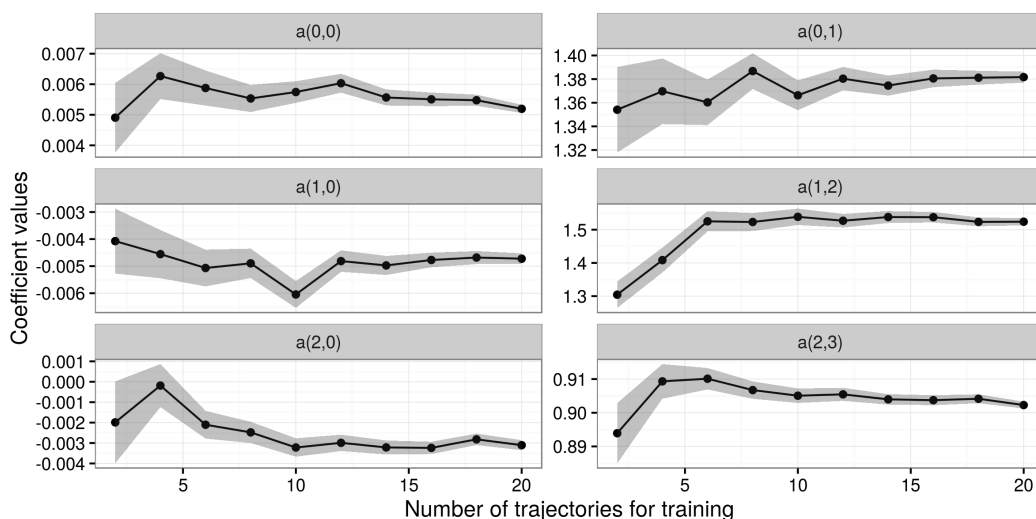 a(0,0)
0.007
0.006
0.005
0.004
a(0,1)
1.40
1.38
1.36
1.34
1.32
a(1,0)
-0.003
-0.004
-0.005
-0.006
a(1,2)
1.5
1.4
1.3
a(2,0)
0.001
0.000
-0.001
-0.002
-0.003
-0.004
5 10 15 20
a(2,3)
0.91
0.90
0.89
5 10 15 20
Coefficient values
Number of trajectories for training